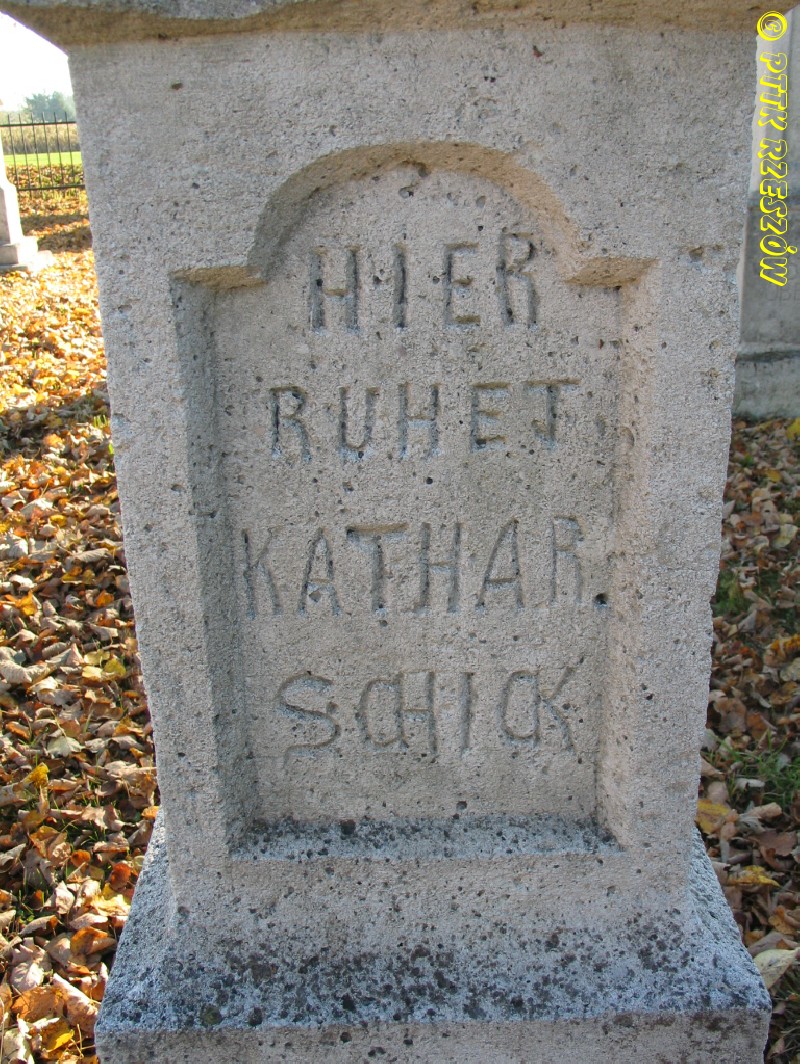 HIER
RUHET
KATHAR.
SCHICK
© PTTK RZESZÓW